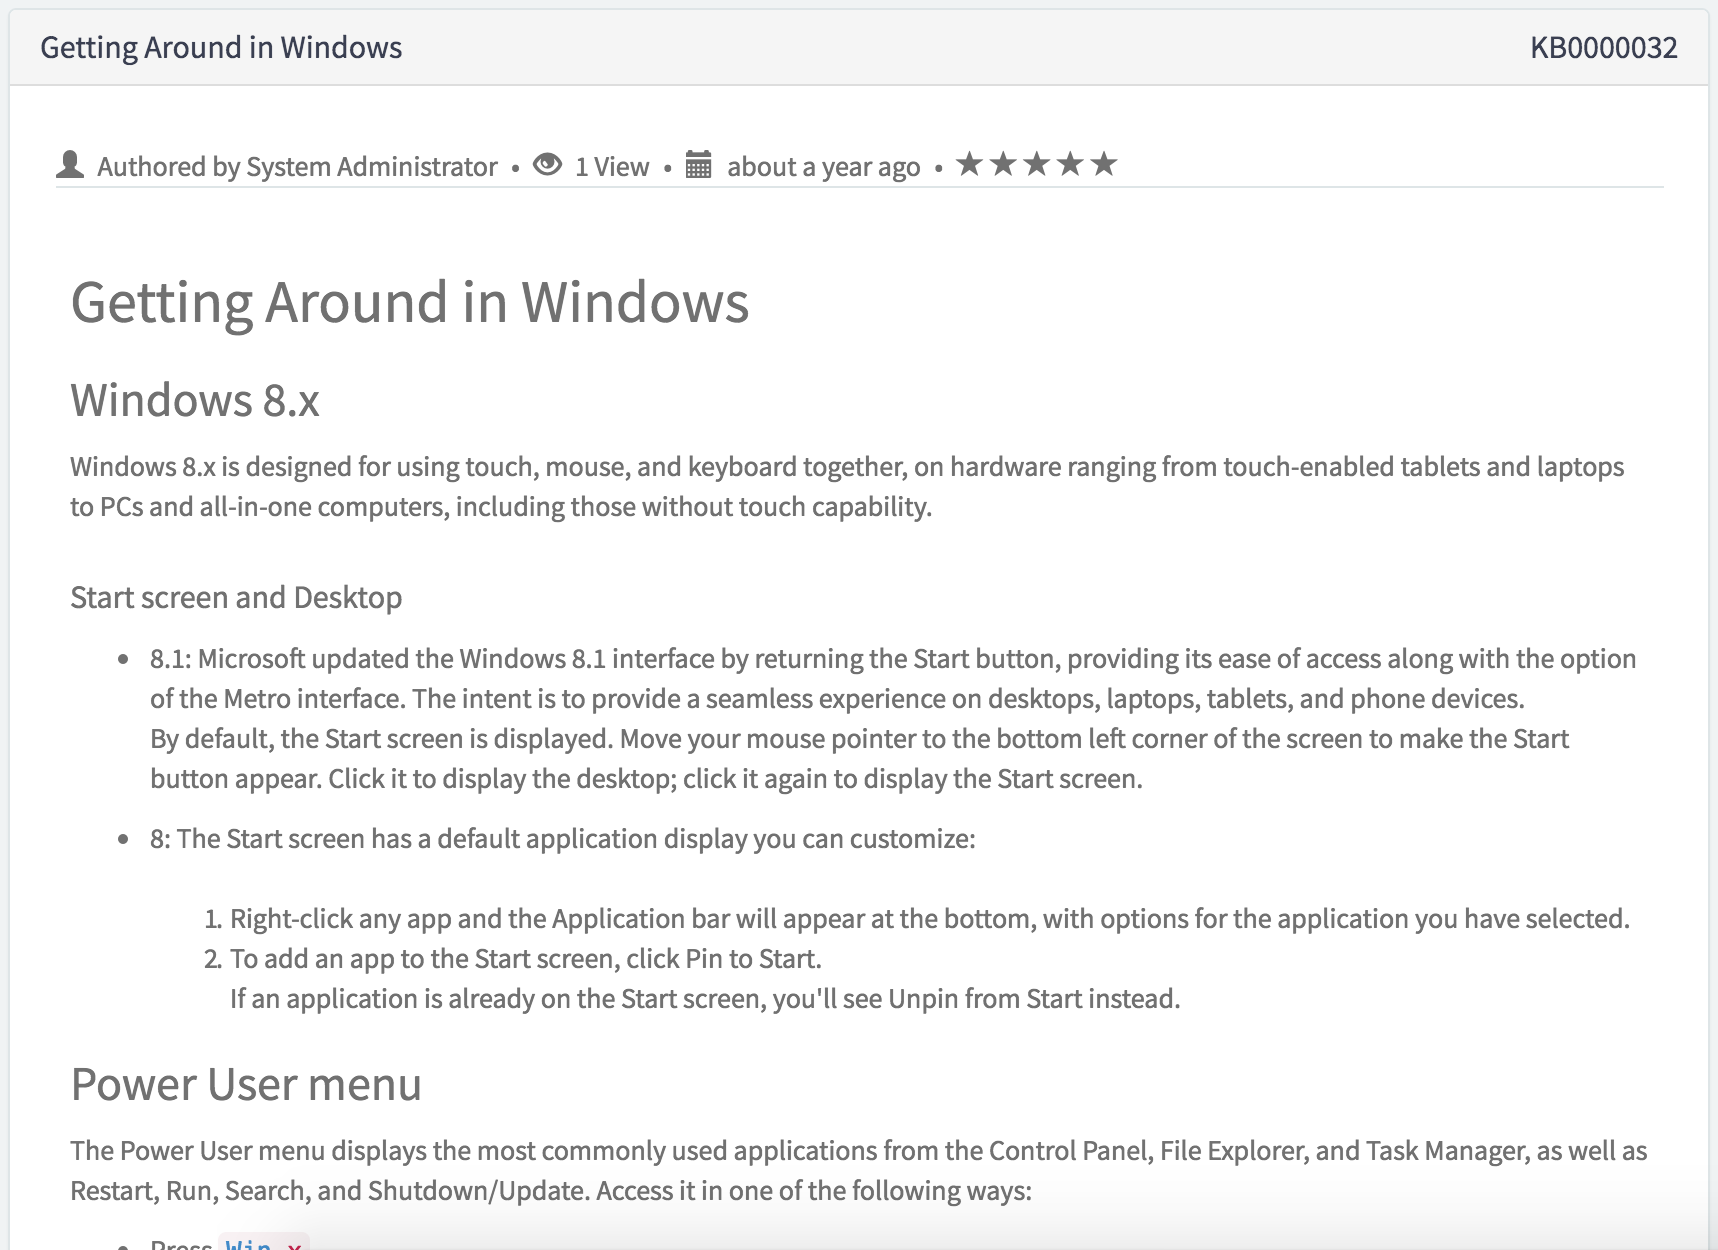 Getting Around in Windows
KB0000032
Authored by System Administrator • 1 View • about a year ago • ★★★★★
Getting Around in Windows
Windows 8.x
Windows 8.x is designed for using touch, mouse, and keyboard together, on hardware ranging from touch-enabled tablets and laptops
to PCs and all-in-one computers, including those without touch capability.
Start screen and Desktop
• 8.1: Microsoft updated the Windows 8.1 interface by returning the Start button, providing its ease of access along with the option
of the Metro interface. The intent is to provide a seamless experience on desktops, laptops, tablets, and phone devices.
By default, the Start screen is displayed. Move your mouse pointer to the bottom left corner of the screen to make the Start
button appear. Click it to display the desktop; click it again to display the Start screen.
• 8: The Start screen has a default application display you can customize:
1. Right-click any app and the Application bar will appear at the bottom, with options for the application you have selected.
2. To add an app to the Start screen, click Pin to Start.
If an application is already on the Start screen, you'll see Unpin from Start instead.
Power User menu
The Power User menu displays the most commonly used applications from the Control Panel, File Explorer, and Task Manager, as well as
Restart, Run, Search, and Shutdown/Update. Access it in one of the following ways:
• Press Win x